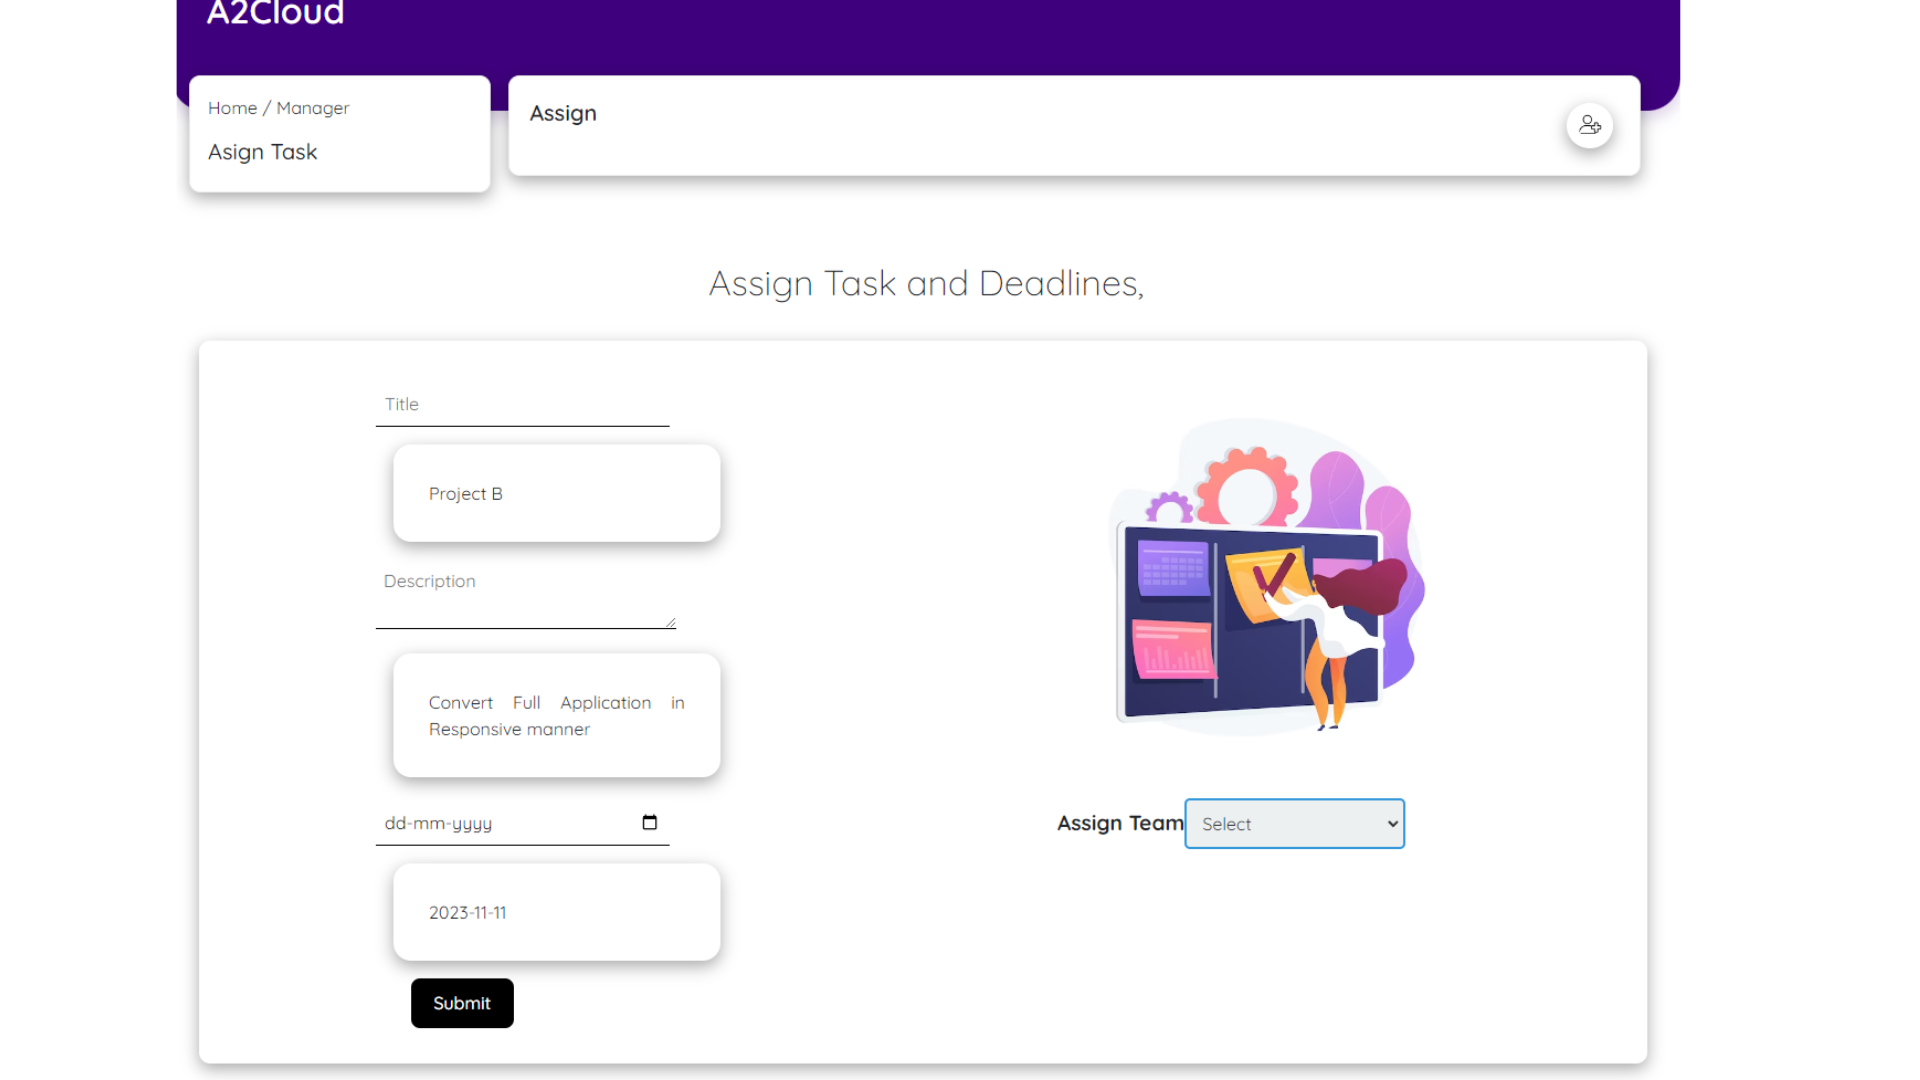 A2Cloud
Home / Manager
Asign Task
Assign
Assign Task and Deadlines,
Title
Project B
Description
Convert Full Application in
Responsive manner
dd-mm-yyyy
2023-11-11
Submit
Assign Team
Select